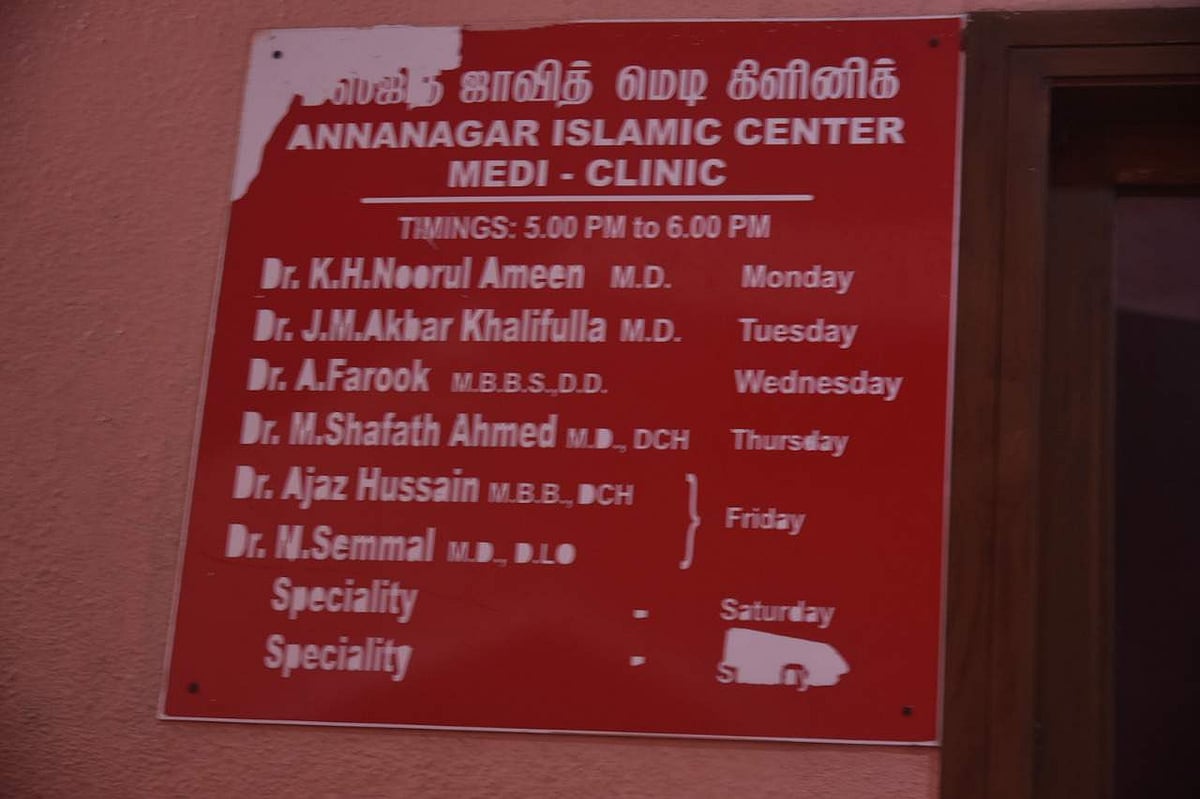 ஜாவித் மெடி கிளினிக்
ANNANAGAR ISLAMIC CENTER
MEDI - CLINIC
TIMINGS: 5.00 PM to 6.00 PM
Dr. K.H.Noorul Ameen M.D. Monday
Dr. J.M.Akbar Khalifulla M.D. Tuesday
Dr. A.Farook M.B.B.S.,D.D. Wednesday
Dr. M.Shafath Ahmed M.D., DCH Thursday
Dr. Ajaz Hussain M.B.B., DCH
Friday
Dr. N.Semmal M.D., D.LO
Speciality - Saturday
Speciality -